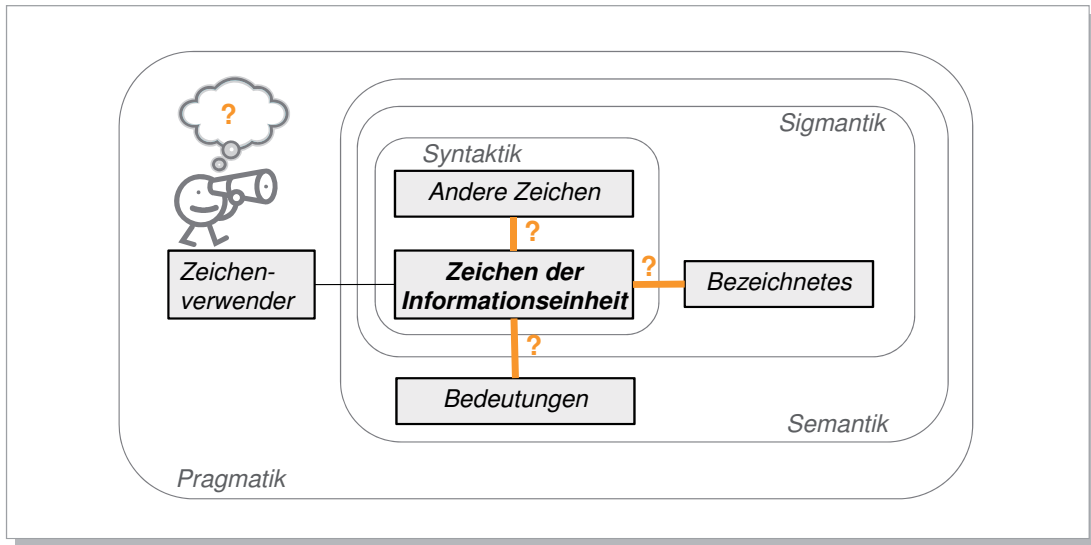 ?
Sigmantik
Syntaktik
Andere Zeichen
?
Zeichen-
verwender
Zeichen der
Informationseinheit
?
Bezeichnetes
?
Bedeutungen
Semantik
Pragmatik